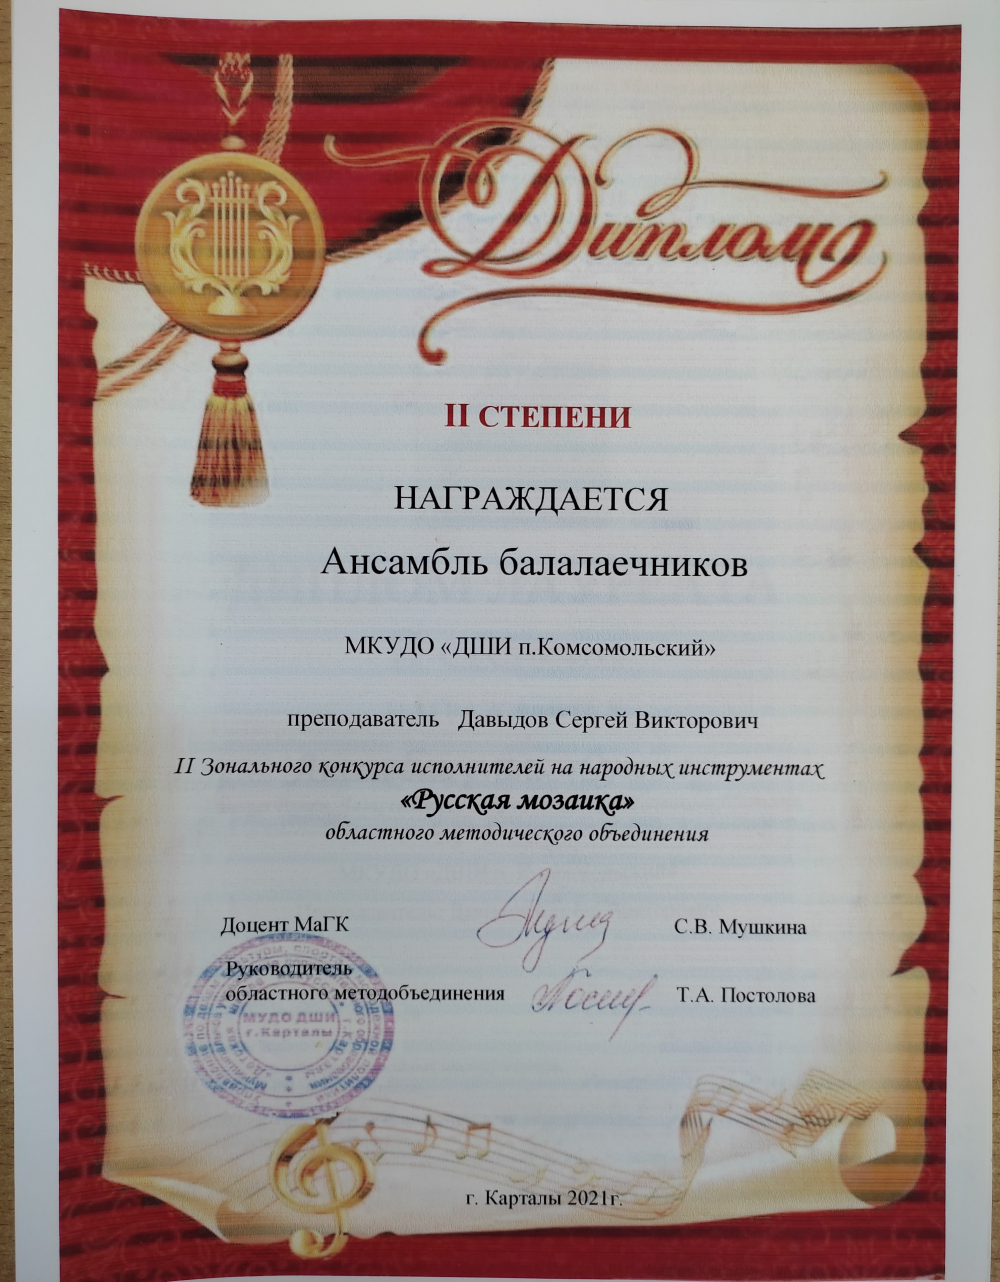 Диплом
II СТЕПЕНИ
НАГРАЖДАЕТСЯ
Ансамбль балалаечников
МКУДО «ДШИ п.Комсомольский»
преподаватель Давыдов Сергей Викторович
II Зонального конкурса исполнителей на народных инструментах
«Русская мозаика»
областного методического объединения
Доцент МаГК С.В. Мушкина
Руководитель
областного методобъединения Т.А. Постолова
МУДО ДШИ
г.Карталы
г. Карталы 2021г.